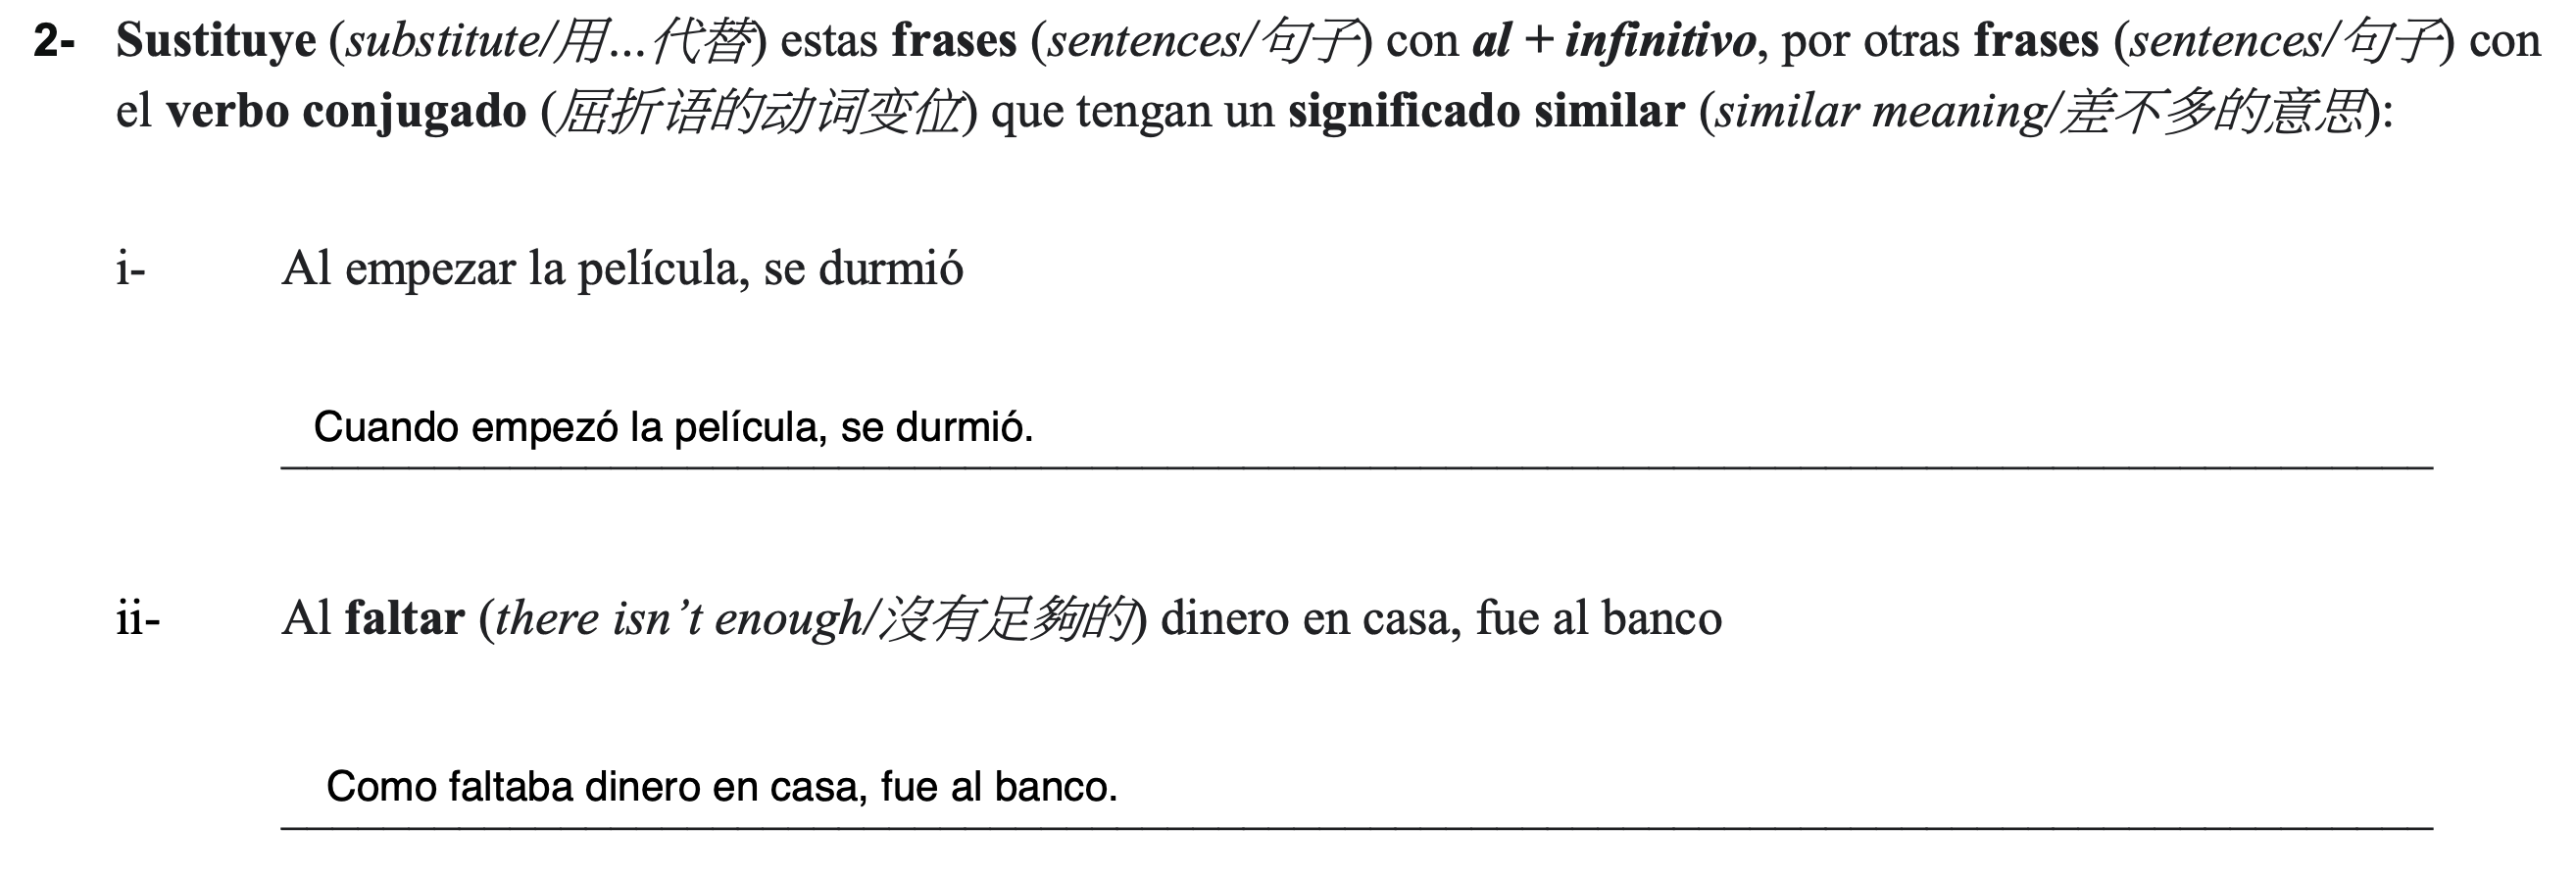 2- Sustituye (substitute/用...代替) estas frases (sentences/句子) con al + infinitivo, por otras frases (sentences/句子) con
el verbo conjugado (屈折语的动词变位) que tengan un significado similar (similar meaning/差不多的意思):
i- Al empezar la película, se durmió
Cuando empezó la película, se durmió.
ii- Al faltar (there isn’t enough/沒有足夠的) dinero en casa, fue al banco
Como faltaba dinero en casa, fue al banco.